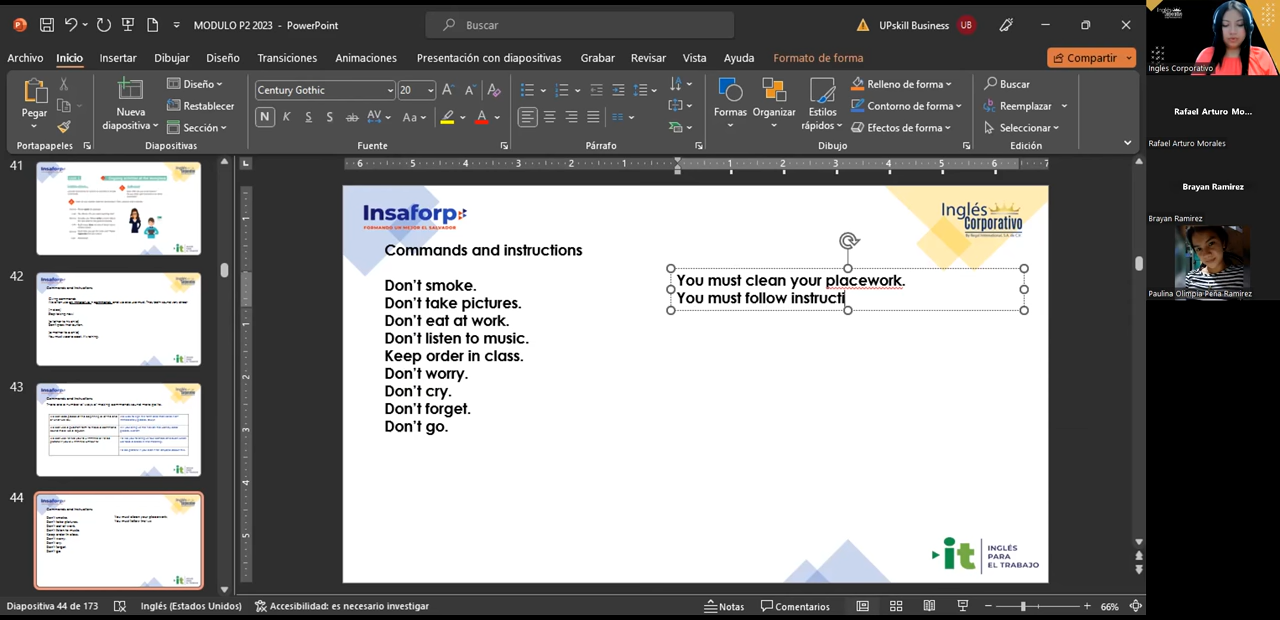 MODULO P2 2023 - PowerPoint
Buscar
UPskill Business
UB
Archivo Inicio Insertar Dibujar Diseño Transiciones Animaciones Presentación con diapositivas Grabar Revisar Vista Ayuda Formato de forma
Compartir
Pegar
Nueva diapositiva
Diseño
Restablecer
Sección
Century Gothic 20
N K S S ab AV Aa A
Formas
Organizar
Estilos rápidos
Relleno de forma
Contorno de forma
Efectos de forma
Buscar
Reemplazar
Seleccionar
Portapapeles Diapositivas Fuente Párrafo Dibujo Edición
41
42
43
44
Insaforp
FORMANDO UN MEJOR EL SALVADOR
Inglés
Corporativo
Commands and instructions
Don't smoke.
Don't take pictures.
Don't eat at work.
Don't listen to music.
Keep order in class.
Don't worry.
Don't cry.
Don't forget.
Don't go.
You must clean your placework.
You must follow instructi
it
INGLÉS
PARA
EL TRABAJO
Diapositiva 44 de 173
Inglés (Estados Unidos)
Accesibilidad: es necesario investigar
Notas
Comentarios
66%
Ingles Corporativo
Rafael Arturo Mo...
Rafael Arturo Morales
Brayan Ramirez
Brayan Ramirez
Paulina Olimpia Peña Ramirez